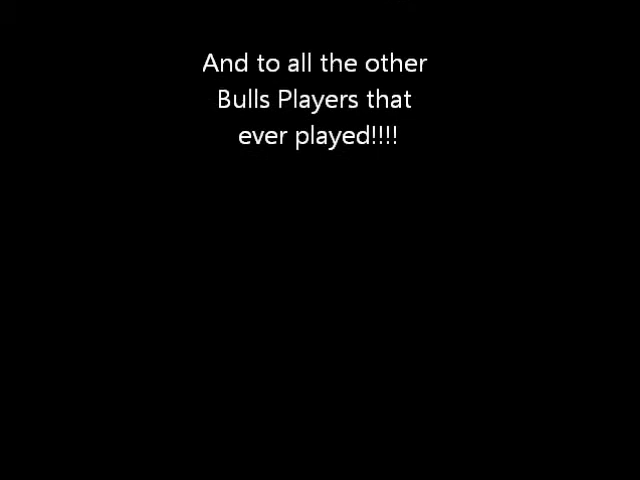 And to all the other
Bulls Players that
ever played!!!!